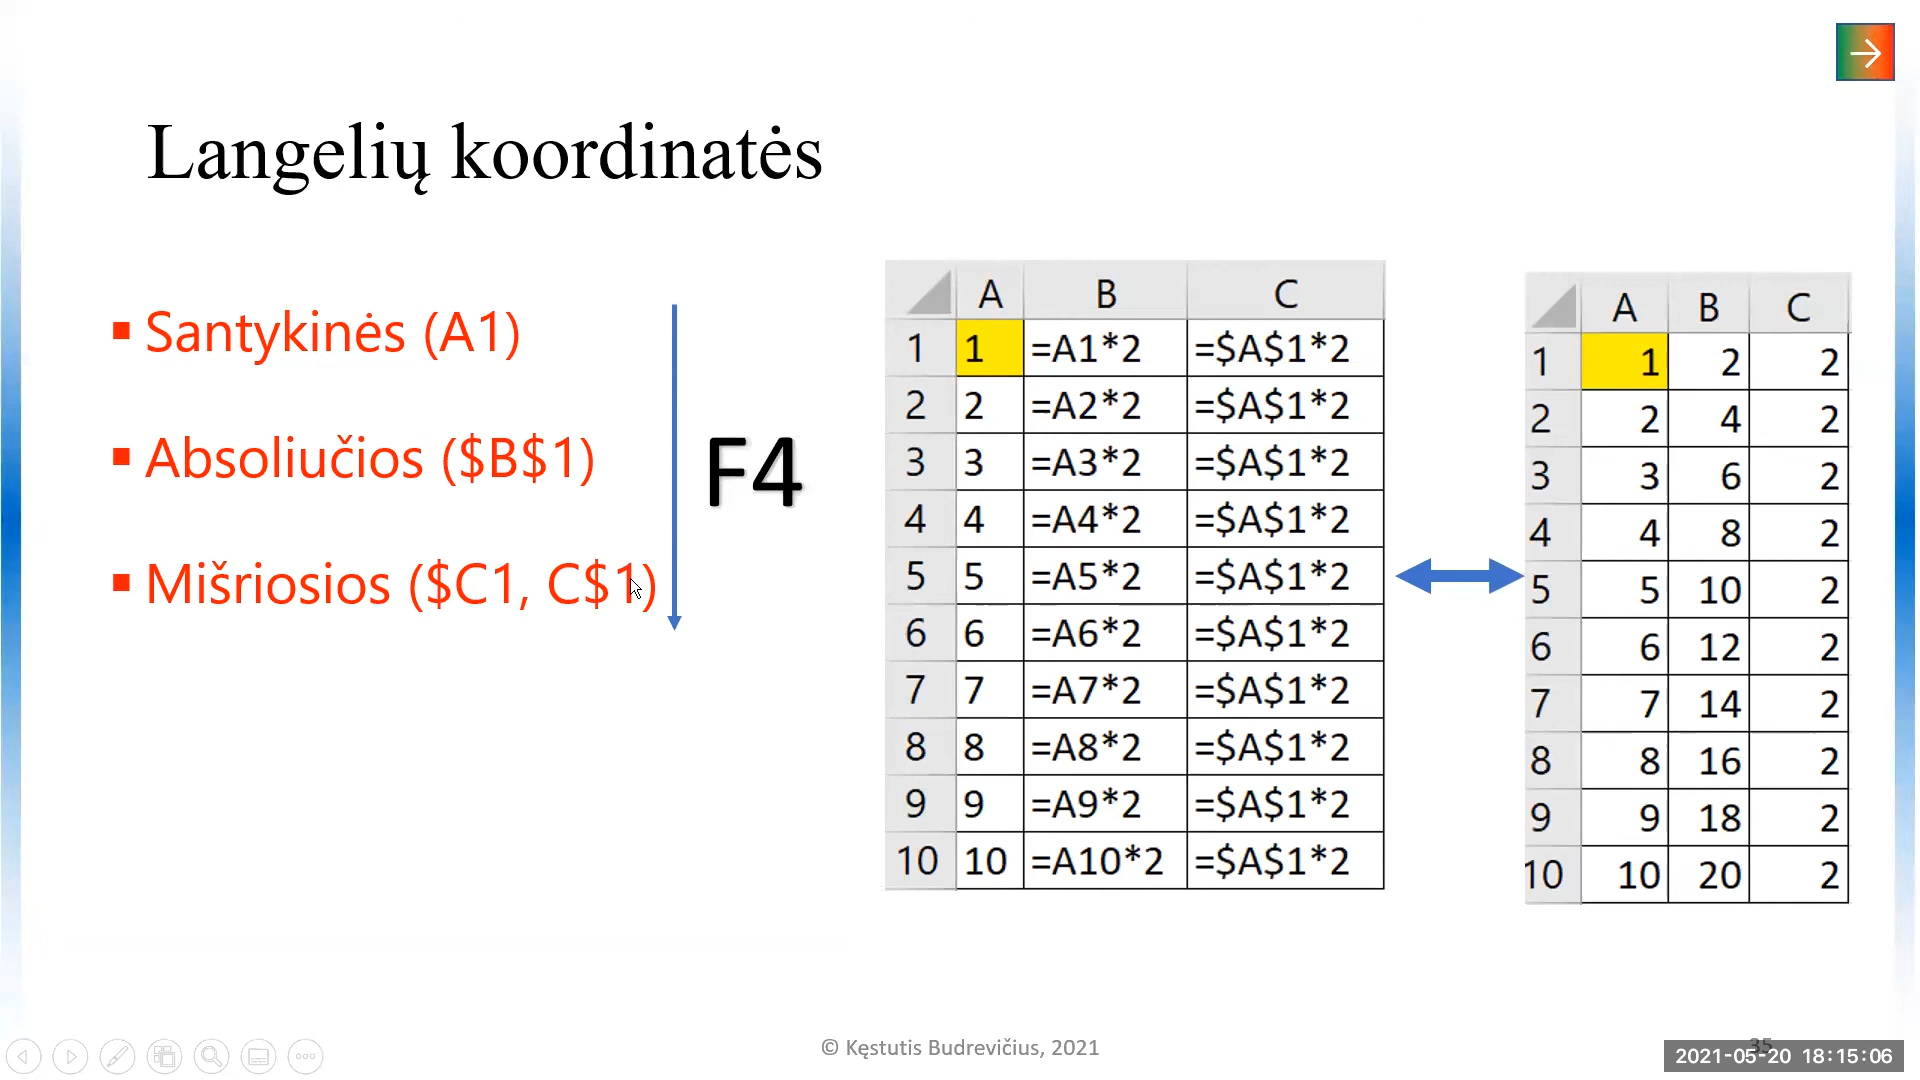 Langelių koordinatės
▪ Santykinės (A1)
▪ Absoliučios ($B$1)
▪ Mišriosios ($C1, C$1)
F4
A B C
1 1 =A1*2 =$A$1*2
2 2 =A2*2 =$A$1*2
3 3 =A3*2 =$A$1*2
4 4 =A4*2 =$A$1*2
5 5 =A5*2 =$A$1*2
6 6 =A6*2 =$A$1*2
7 7 =A7*2 =$A$1*2
8 8 =A8*2 =$A$1*2
9 9 =A9*2 =$A$1*2
10 10 =A10*2 =$A$1*2
A B C
1 1 2 2
2 2 4 2
3 3 6 2
4 4 8 2
5 5 10 2
6 6 12 2
7 7 14 2
8 8 16 2
9 9 18 2
10 10 20 2
© Kęstutis Budrevičius, 2021
35
2021-05-20 18:15:06